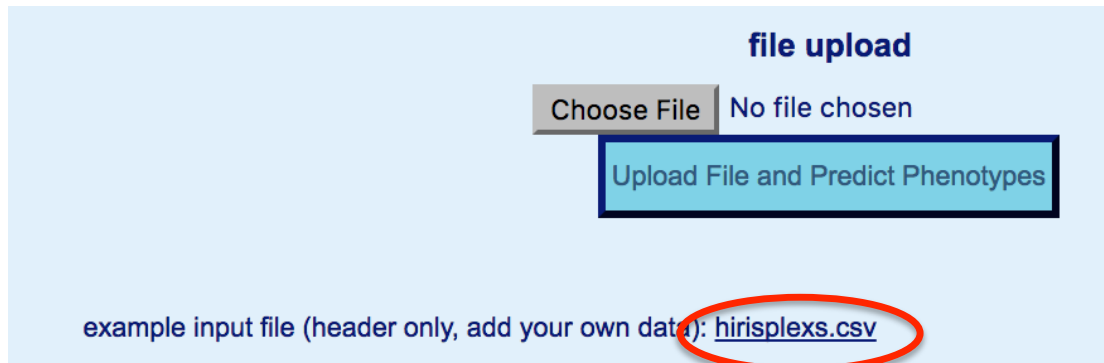 file upload
Choose File No file chosen
Upload File and Predict Phenotypes
example input file (header only, add your own data): hirisplexs.csv